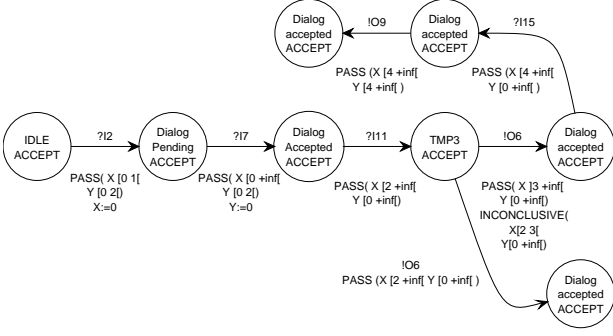 Dialog
accepted
ACCEPT
!O9
Dialog
accepted
ACCEPT
?I15
PASS (X [4 +inf[
Y [4 +inf[ )
PASS (X [4 +inf[
Y [0 +inf[ )
IDLE
ACCEPT
?I2
PASS( X [0 1[
Y [0 2[)
X:=0
Dialog
Pending
ACCEPT
?I7
PASS( X [0 +inf[
Y [0 2[)
Y:=0
Dialog
Accepted
ACCEPT
?I11
PASS( X [2 +inf[
Y [0 +inf[)
TMP3
ACCEPT
!O6
PASS( X ]3 +inf[
Y [0 +inf[)
INCONCLUSIVE(
X[2 3[
Y[0 +inf[)
Dialog
accepted
ACCEPT
!O6
PASS (X [2 +inf[ Y [0 +inf[ )
Dialog
accepted
ACCEPT